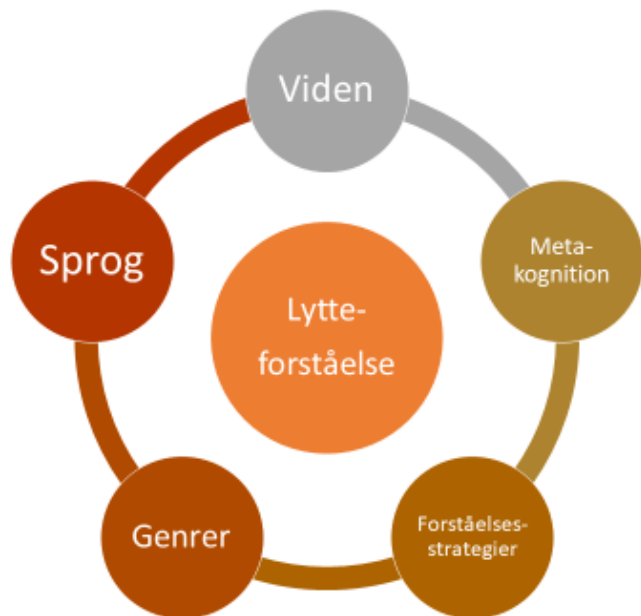 Viden
Meta-
kognition
Forståelses-
strategier
Genrer
Sprog
Lytte-
forståelse